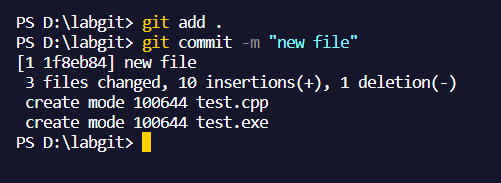 PS D:\labgit> git add .
PS D:\labgit> git commit -m "new file"
[1 1f8eb84] new file
 3 files changed, 10 insertions(+), 1 deletion(-)
 create mode 100644 test.cpp
 create mode 100644 test.exe
PS D:\labgit>